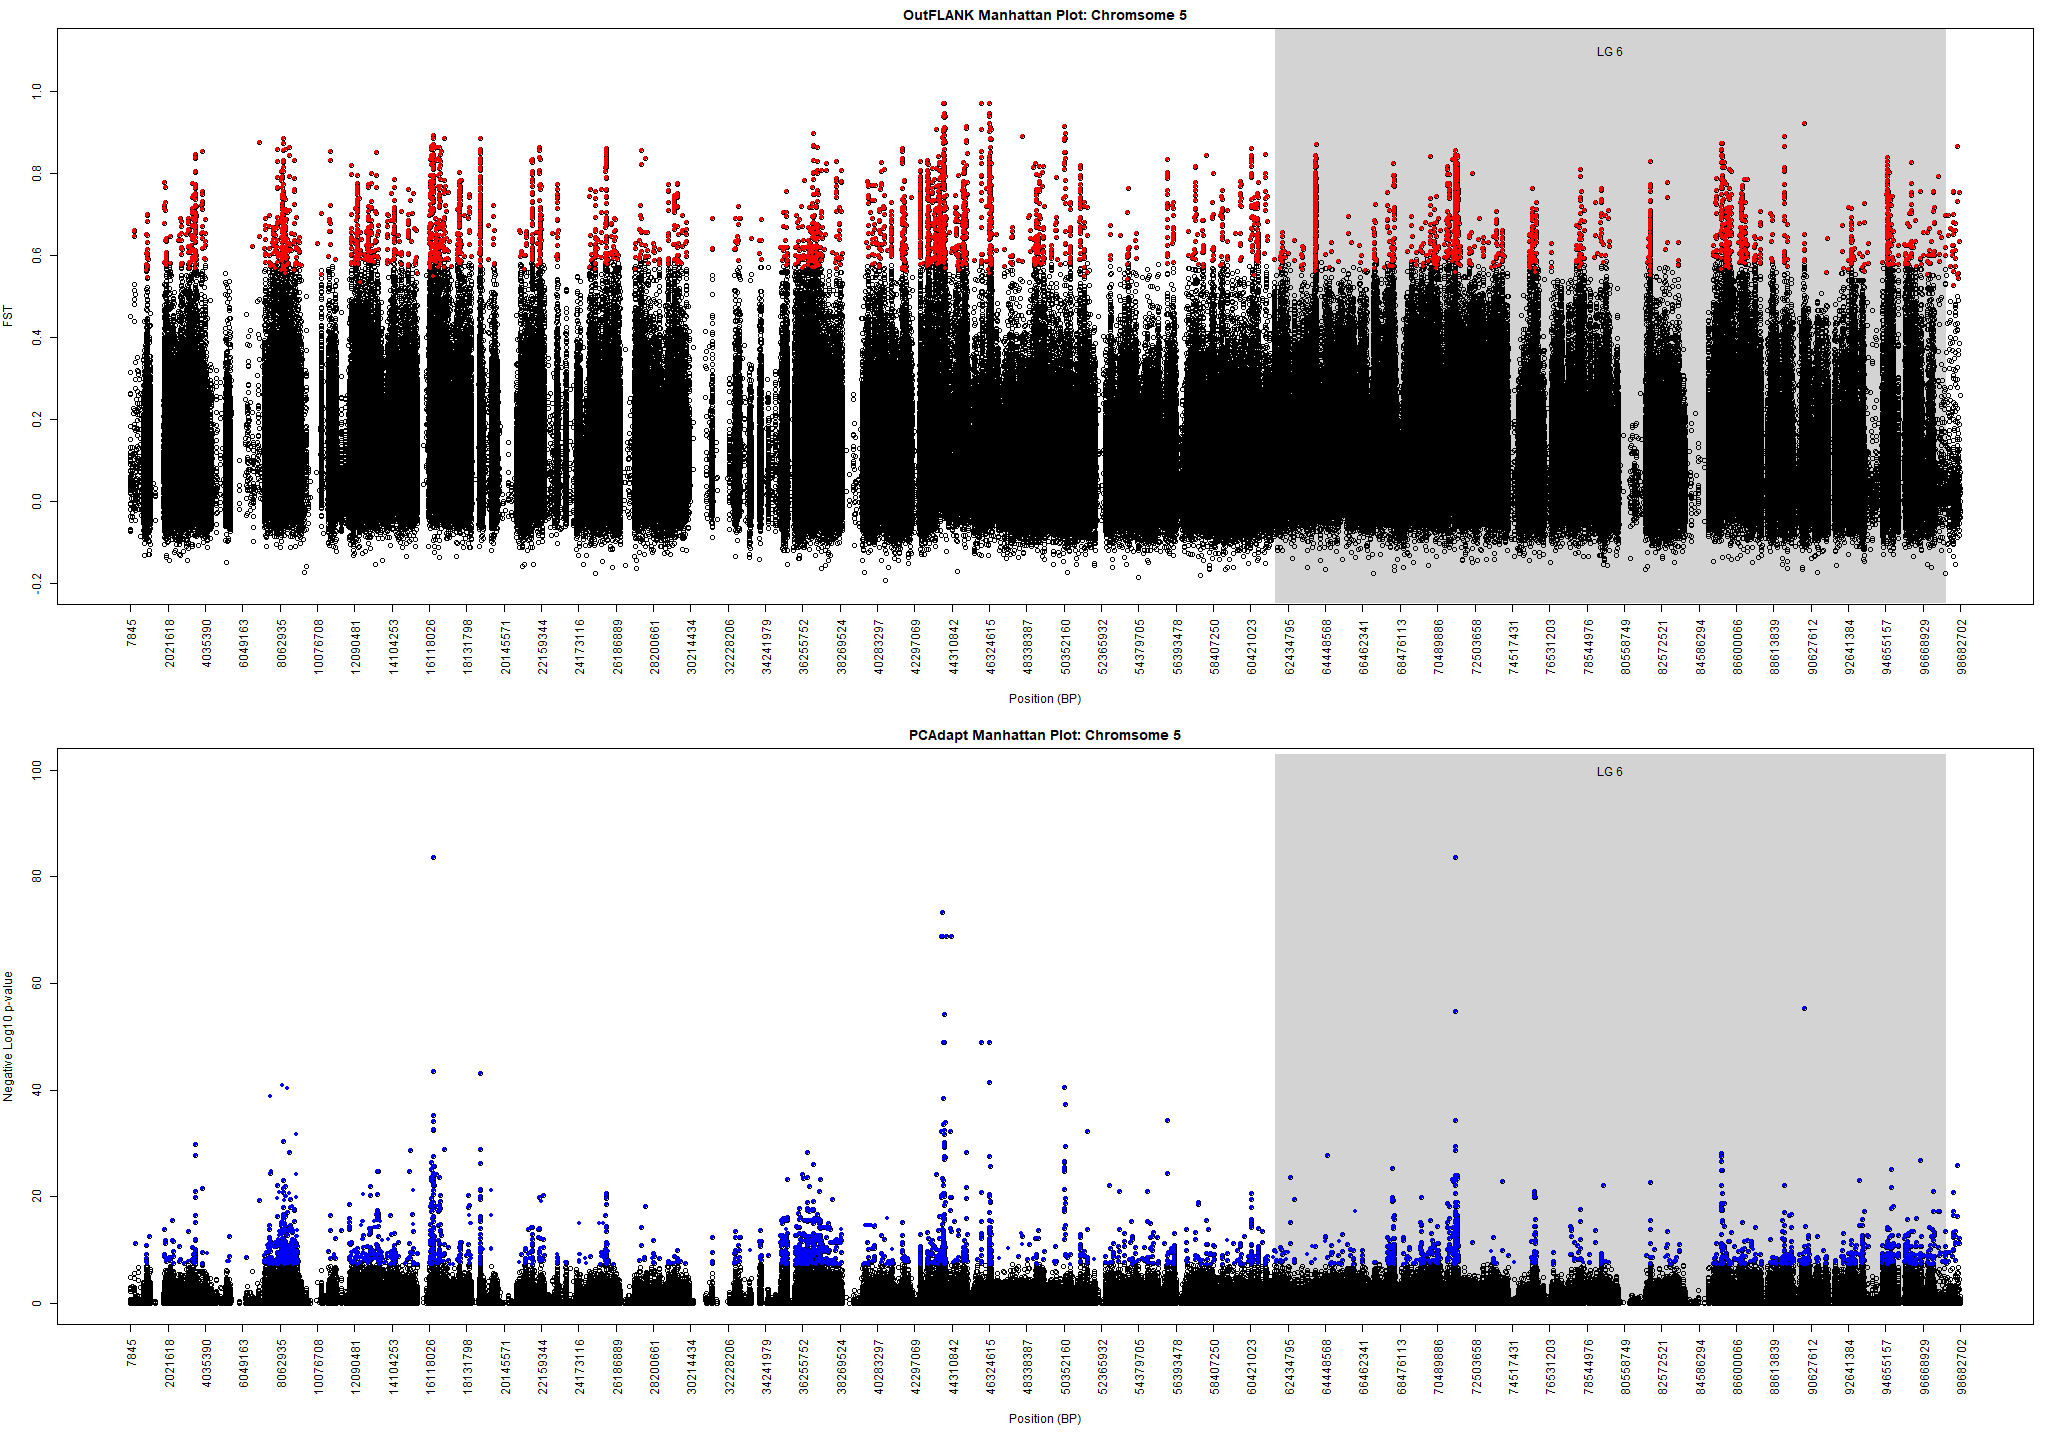 OutFLANK Manhattan Plot: Chromsome 5
LG 6
FST
1.0
0.8
0.6
0.4
0.2
0.0
-0.2
7845 2021618 4035390 6049163 8062935 10076708 12090481 14104253 16118026 18131798 20145571 22159344 24173116 26186889 28200661 30214434 32228206 34241979 36255752 38269524 40283297 42297069 44310842 46324615 48338387 50352160 52365932 54379705 56393478 58407250 60421023 62434795 64448568 66462341 68476113 70489886 72503658 74517431 76531203 78544976 80558749 82572521 84586294 86600066 88613839 90627612 92641384 94655157 96668929 98682702
Position (BP)
PCAdapt Manhattan Plot: Chromsome 5
LG 6
Negative Log10 p-value
100
80
60
40
20
0
7845 2021618 4035390 6049163 8062935 10076708 12090481 14104253 16118026 18131798 20145571 22159344 24173116 26186889 28200661 30214434 32228206 34241979 36255752 38269524 40283297 42297069 44310842 46324615 48338387 50352160 52365932 54379705 56393478 58407250 60421023 62434795 64448568 66462341 68476113 70489886 72503658 74517431 76531203 78544976 80558749 82572521 84586294 86600066 88613839 90627612 92641384 94655157 96668929 98682702
Position (BP)